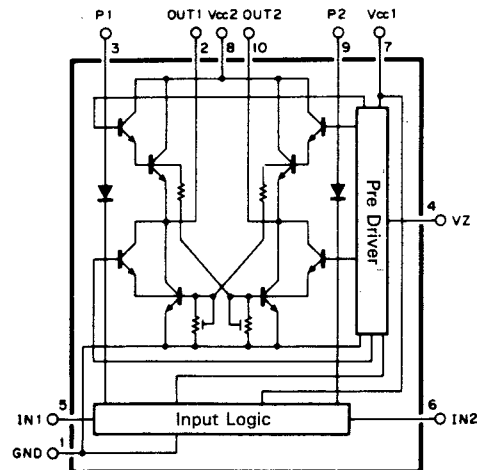 P1 OUT1 Vcc2 OUT2 P2 Vcc1
3 2 8 10 9 7
Pre Driver
4
VZ
5
IN1
Input Logic
6
IN2
1
GND